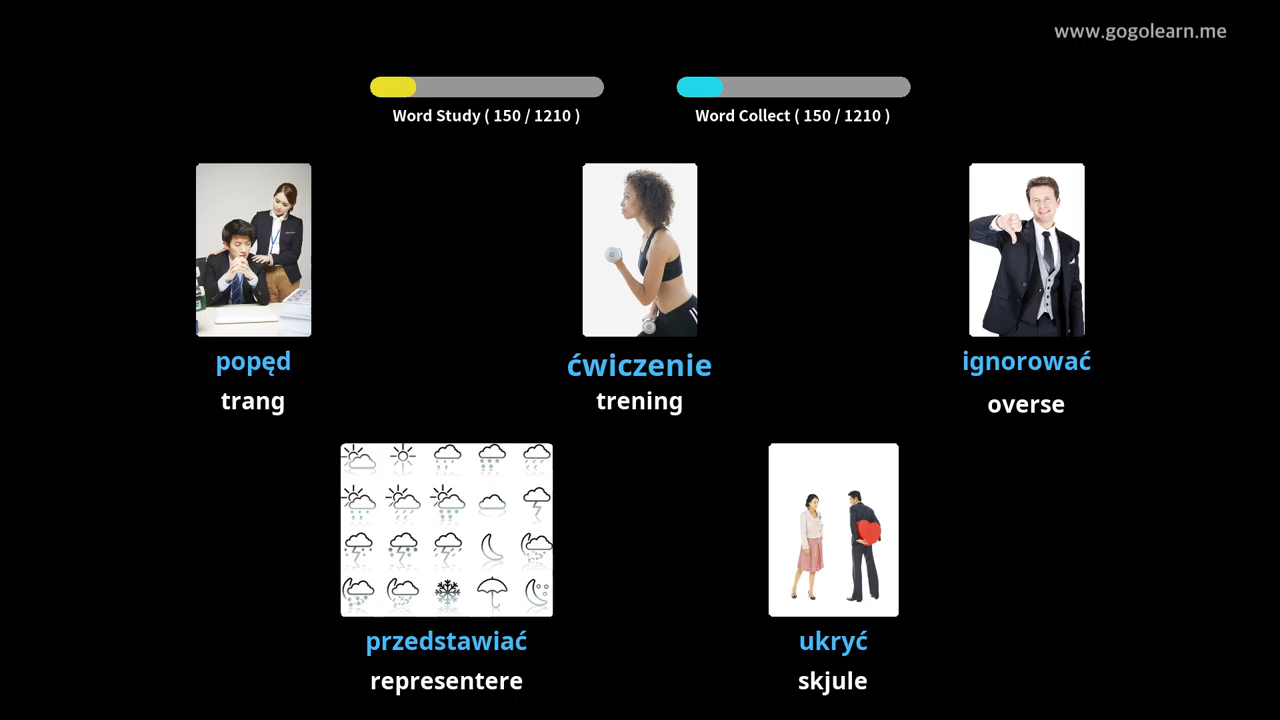 www.gogolearn.me
Word Study ( 150 / 1210 )
Word Collect ( 150 / 1210 )
popęd
trang
ćwiczenie
trening
ignorować
overse
przedstawiać
representere
ukryć
skjule